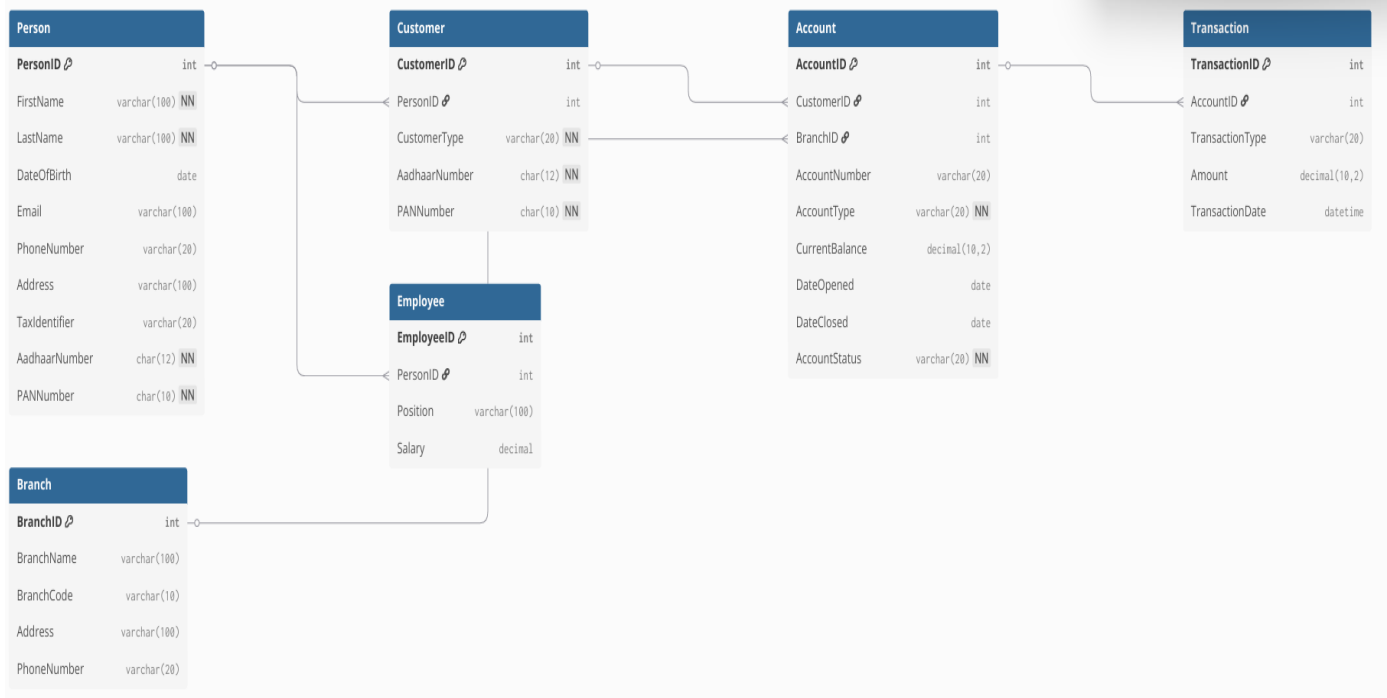 Person
PersonID int
FirstName varchar(100) NN
LastName varchar(100) NN
DateOfBirth date
Email varchar(100)
PhoneNumber varchar(20)
Address varchar(100)
TaxIdentifier varchar(20)
AadhaarNumber char(12) NN
PANNumber char(10) NN
Customer
CustomerID int
PersonID int
CustomerType varchar(20) NN
AadhaarNumber char(12) NN
PANNumber char(10) NN
Account
AccountID int
CustomerID int
BranchID int
AccountNumber varchar(20)
AccountType varchar(20) NN
CurrentBalance decimal(10,2)
DateOpened date
DateClosed date
AccountStatus varchar(20) NN
Transaction
TransactionID int
AccountID int
TransactionType varchar(20)
Amount decimal(10,2)
TransactionDate datetime
Employee
EmployeeID int
PersonID int
Position varchar(100)
Salary decimal
Branch
BranchID int
BranchName varchar(100)
BranchCode varchar(10)
Address varchar(100)
PhoneNumber varchar(20)